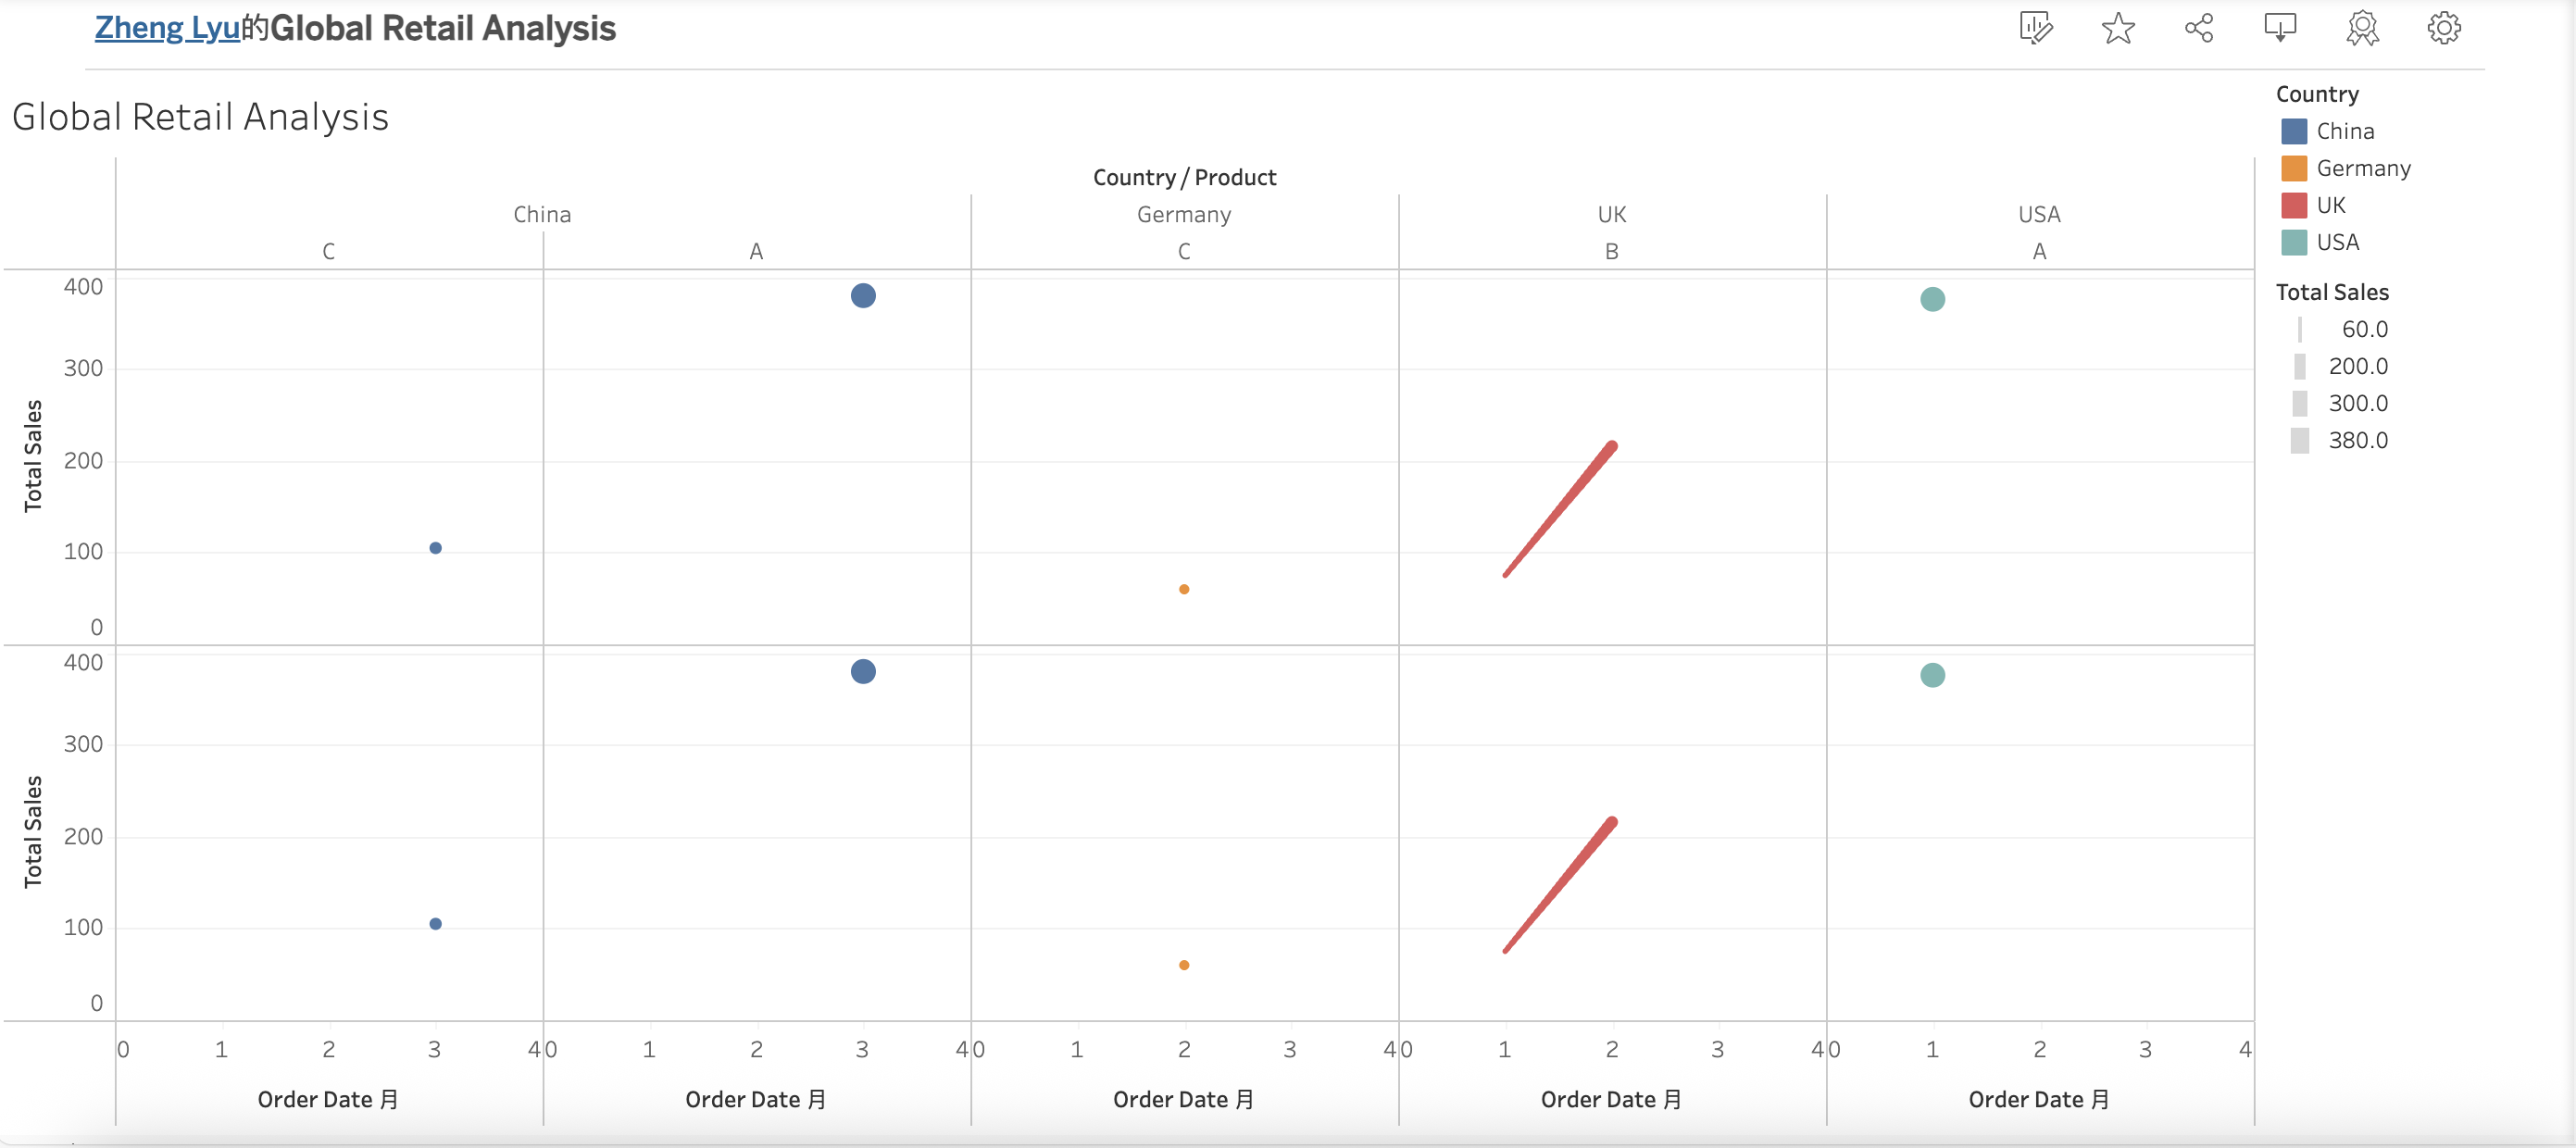 Zheng Lyu的Global Retail Analysis
Global Retail Analysis
Country / Product
China Germany UK USA
C A C B A
Total Sales
400
300
200
100
0
Total Sales
400
300
200
100
0
0 1 2 3 4 0 1 2 3 4 0 1 2 3 4 0 1 2 3 4 0 1 2 3 4
Order Date 月 Order Date 月 Order Date 月 Order Date 月 Order Date 月
Country
China
Germany
UK
USA
Total Sales
60.0
200.0
300.0
380.0